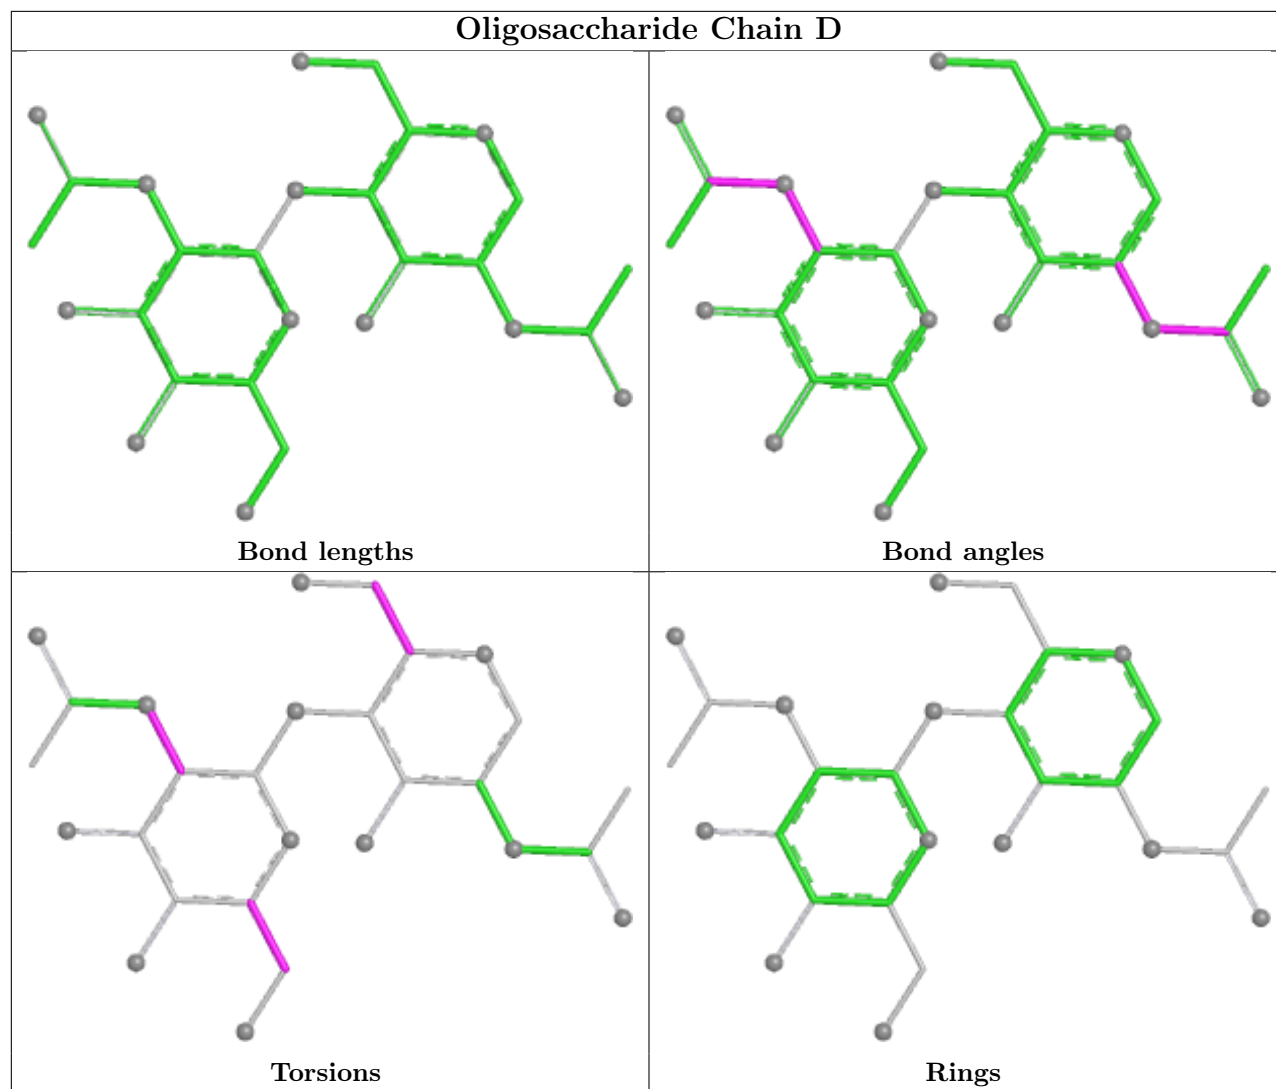 Oligosaccharide Chain D
Bond lengths
Bond angles
Torsions
Rings